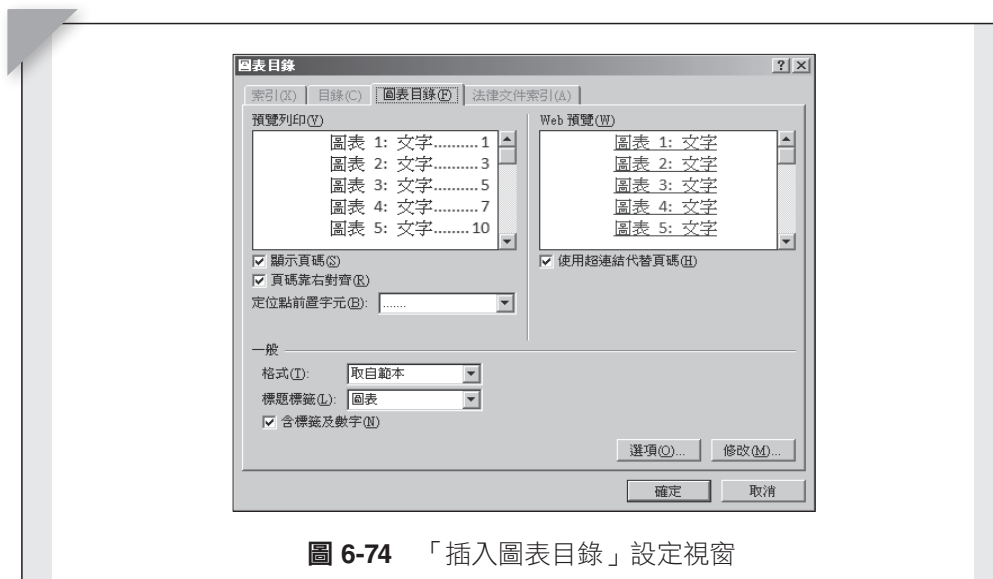 圖表目錄
索引(X) 目錄(C) 圖表目錄(F) 法律文件索引(A)
預覽列印(V)
圖表 1: 文字..........1
圖表 2: 文字..........3
圖表 3: 文字..........5
圖表 4: 文字..........7
圖表 5: 文字........10
顯示頁碼(S)
頁碼靠右對齊(R)
定位點前置字元(B): .......
Web 預覽(W)
圖表 1: 文字
圖表 2: 文字
圖表 3: 文字
圖表 4: 文字
圖表 5: 文字
使用超連結代替頁碼(H)
一般
格式(T): 取自範本
標題標籤(L): 圖表
含標籤及數字(N)
選項(O)... 修改(M)...
確定 取消
圖 6-74 「插入圖表目錄」設定視窗